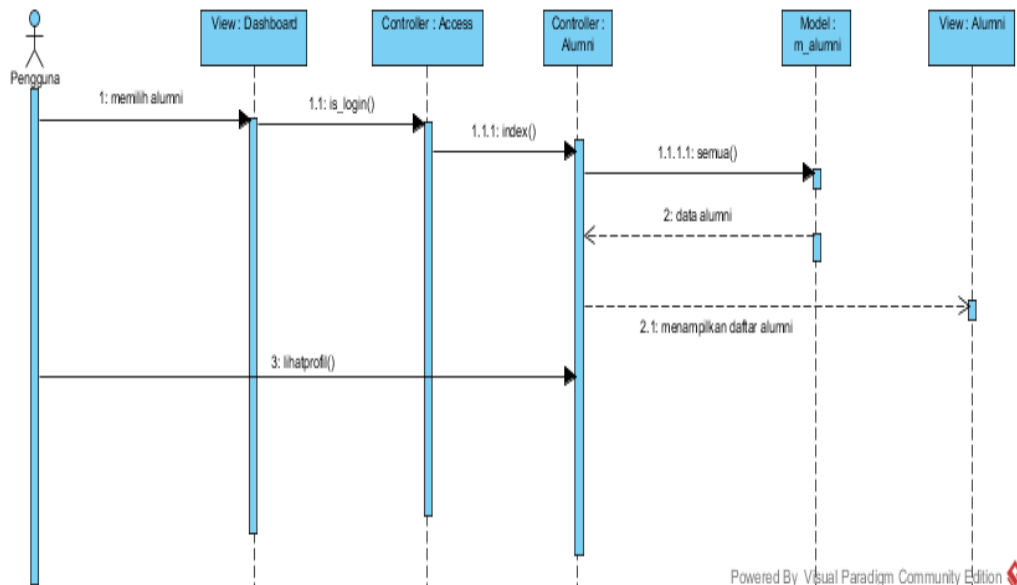 View : Dashboard
Controller : Access
Controller :
Alumni
Model :
m_alumni
View : Alumni
Pengguna
1: memilih alumni
1.1: is_login()
1.1.1: index()
1.1.1.1: semua()
2: data alumni
2.1: menampilkan daftar alumni
3: lihatprofil()
Powered By Visual Paradigm Community Edition